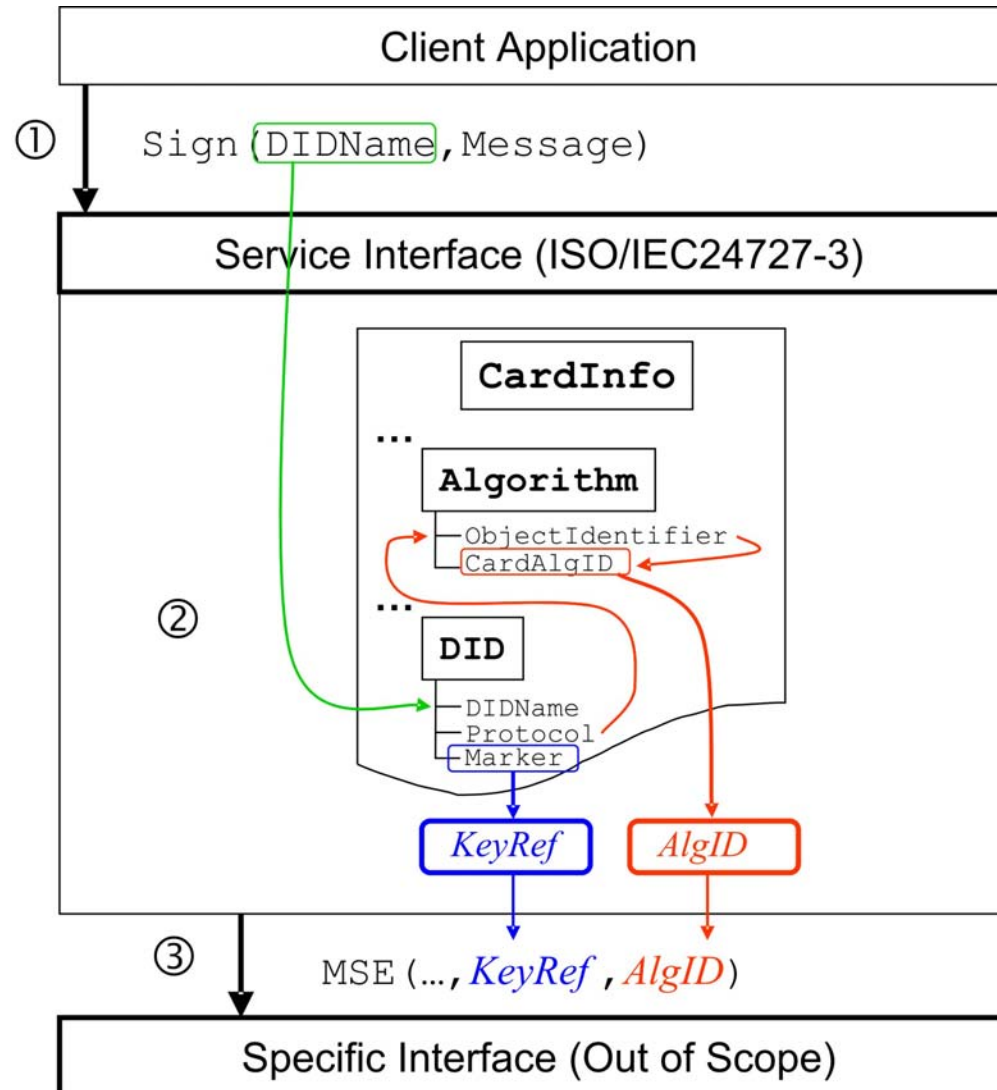 Client Application
①
Sign(DIDName,Message)
Service Interface (ISO/IEC24727-3)
CardInfo
...
Algorithm
ObjectIdentifier
CardAlgID
②
...
DID
DIDName
Protocol
Marker
KeyRef AlgID
③
MSE(…,KeyRef,AlgID)
Specific Interface (Out of Scope)